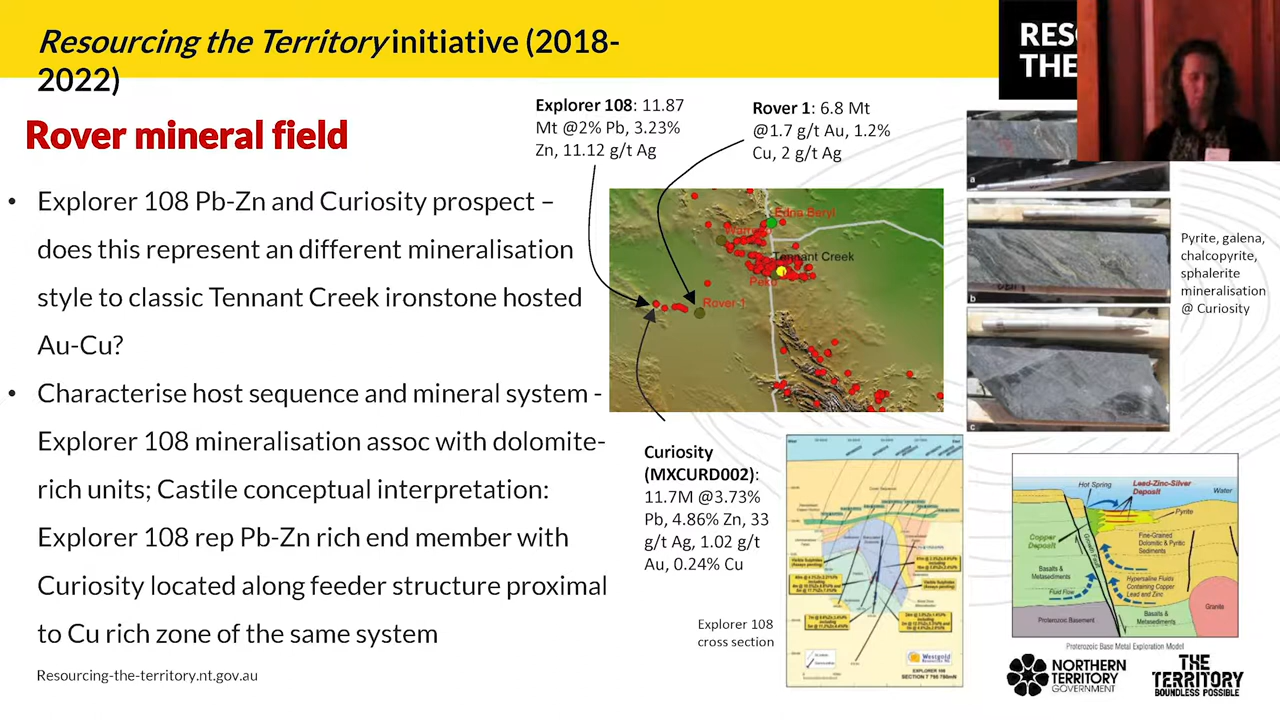 Resourcing the Territory initiative (2018-
2022)
RES
THE
Rover mineral field
Explorer 108: 11.87
Mt @2% Pb, 3.23%
Zn, 11.12 g/t Ag
Rover 1: 6.8 Mt
@1.7 g/t Au, 1.2%
Cu, 2 g/t Ag
• Explorer 108 Pb-Zn and Curiosity prospect –
does this represent an different mineralisation
style to classic Tennant Creek ironstone hosted
Au-Cu?
• Characterise host sequence and mineral system -
Explorer 108 mineralisation assoc with dolomite-
rich units; Castile conceptual interpretation:
Explorer 108 rep Pb-Zn rich end member with
Curiosity located along feeder structure proximal
to Cu rich zone of the same system
Resourcing-the-territory.nt.gov.au
Edna Beryl
Tennant Creek
Peko
Rover 1
a
b
c
Pyrite, galena,
chalcopyrite,
sphalerite
mineralisation
@ Curiosity
Curiosity
(MXCURD002):
11.7M @3.73%
Pb, 4.86% Zn, 33
g/t Ag, 1.02 g/t
Au, 0.24% Cu
Explorer 108
cross section
Westgold
EXPLORER 108
Hot Spring
Lead-Zinc-Silver
Deposit
Water
Pyrite
Copper
Deposit
Growth Fault
Fine-Grained
Dolomitic & Pyritic
Sediments
Basalts &
Metasediments
Hypersaline Fluids
Containing Copper
Lead and Zinc
Fluid Flow
Granite
Proterozoic Basement
Basalts &
Metasediments
Proterozoic Base Metal Exploration Model
NORTHERN
TERRITORY
GOVERNMENT
THE
TERRITORY
BOUNDLESS POSSIBLE